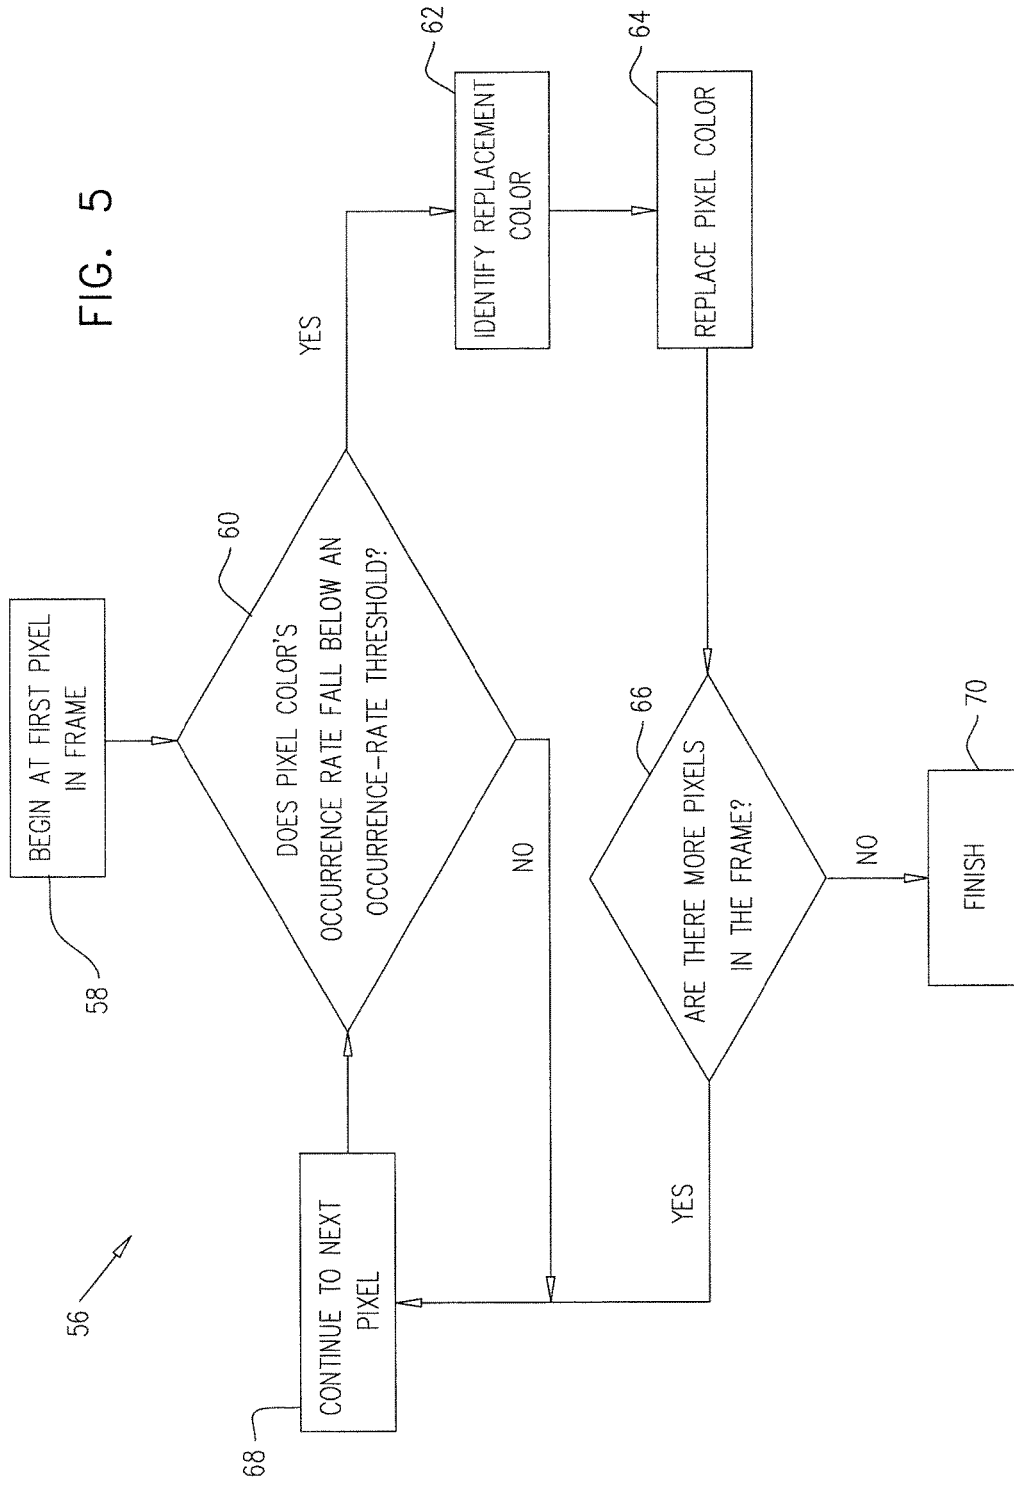 FIG. 5
56
58
BEGIN AT FIRST PIXEL
IN FRAME
60
DOES PIXEL COLOR'S
OCCURRENCE RATE FALL BELOW AN
OCCURRENCE-RATE THRESHOLD?
YES
NO
62
IDENTIFY REPLACEMENT
COLOR
64
REPLACE PIXEL COLOR
66
ARE THERE MORE PIXELS
IN THE FRAME?
YES
NO
68
CONTINUE TO NEXT
PIXEL
70
FINISH